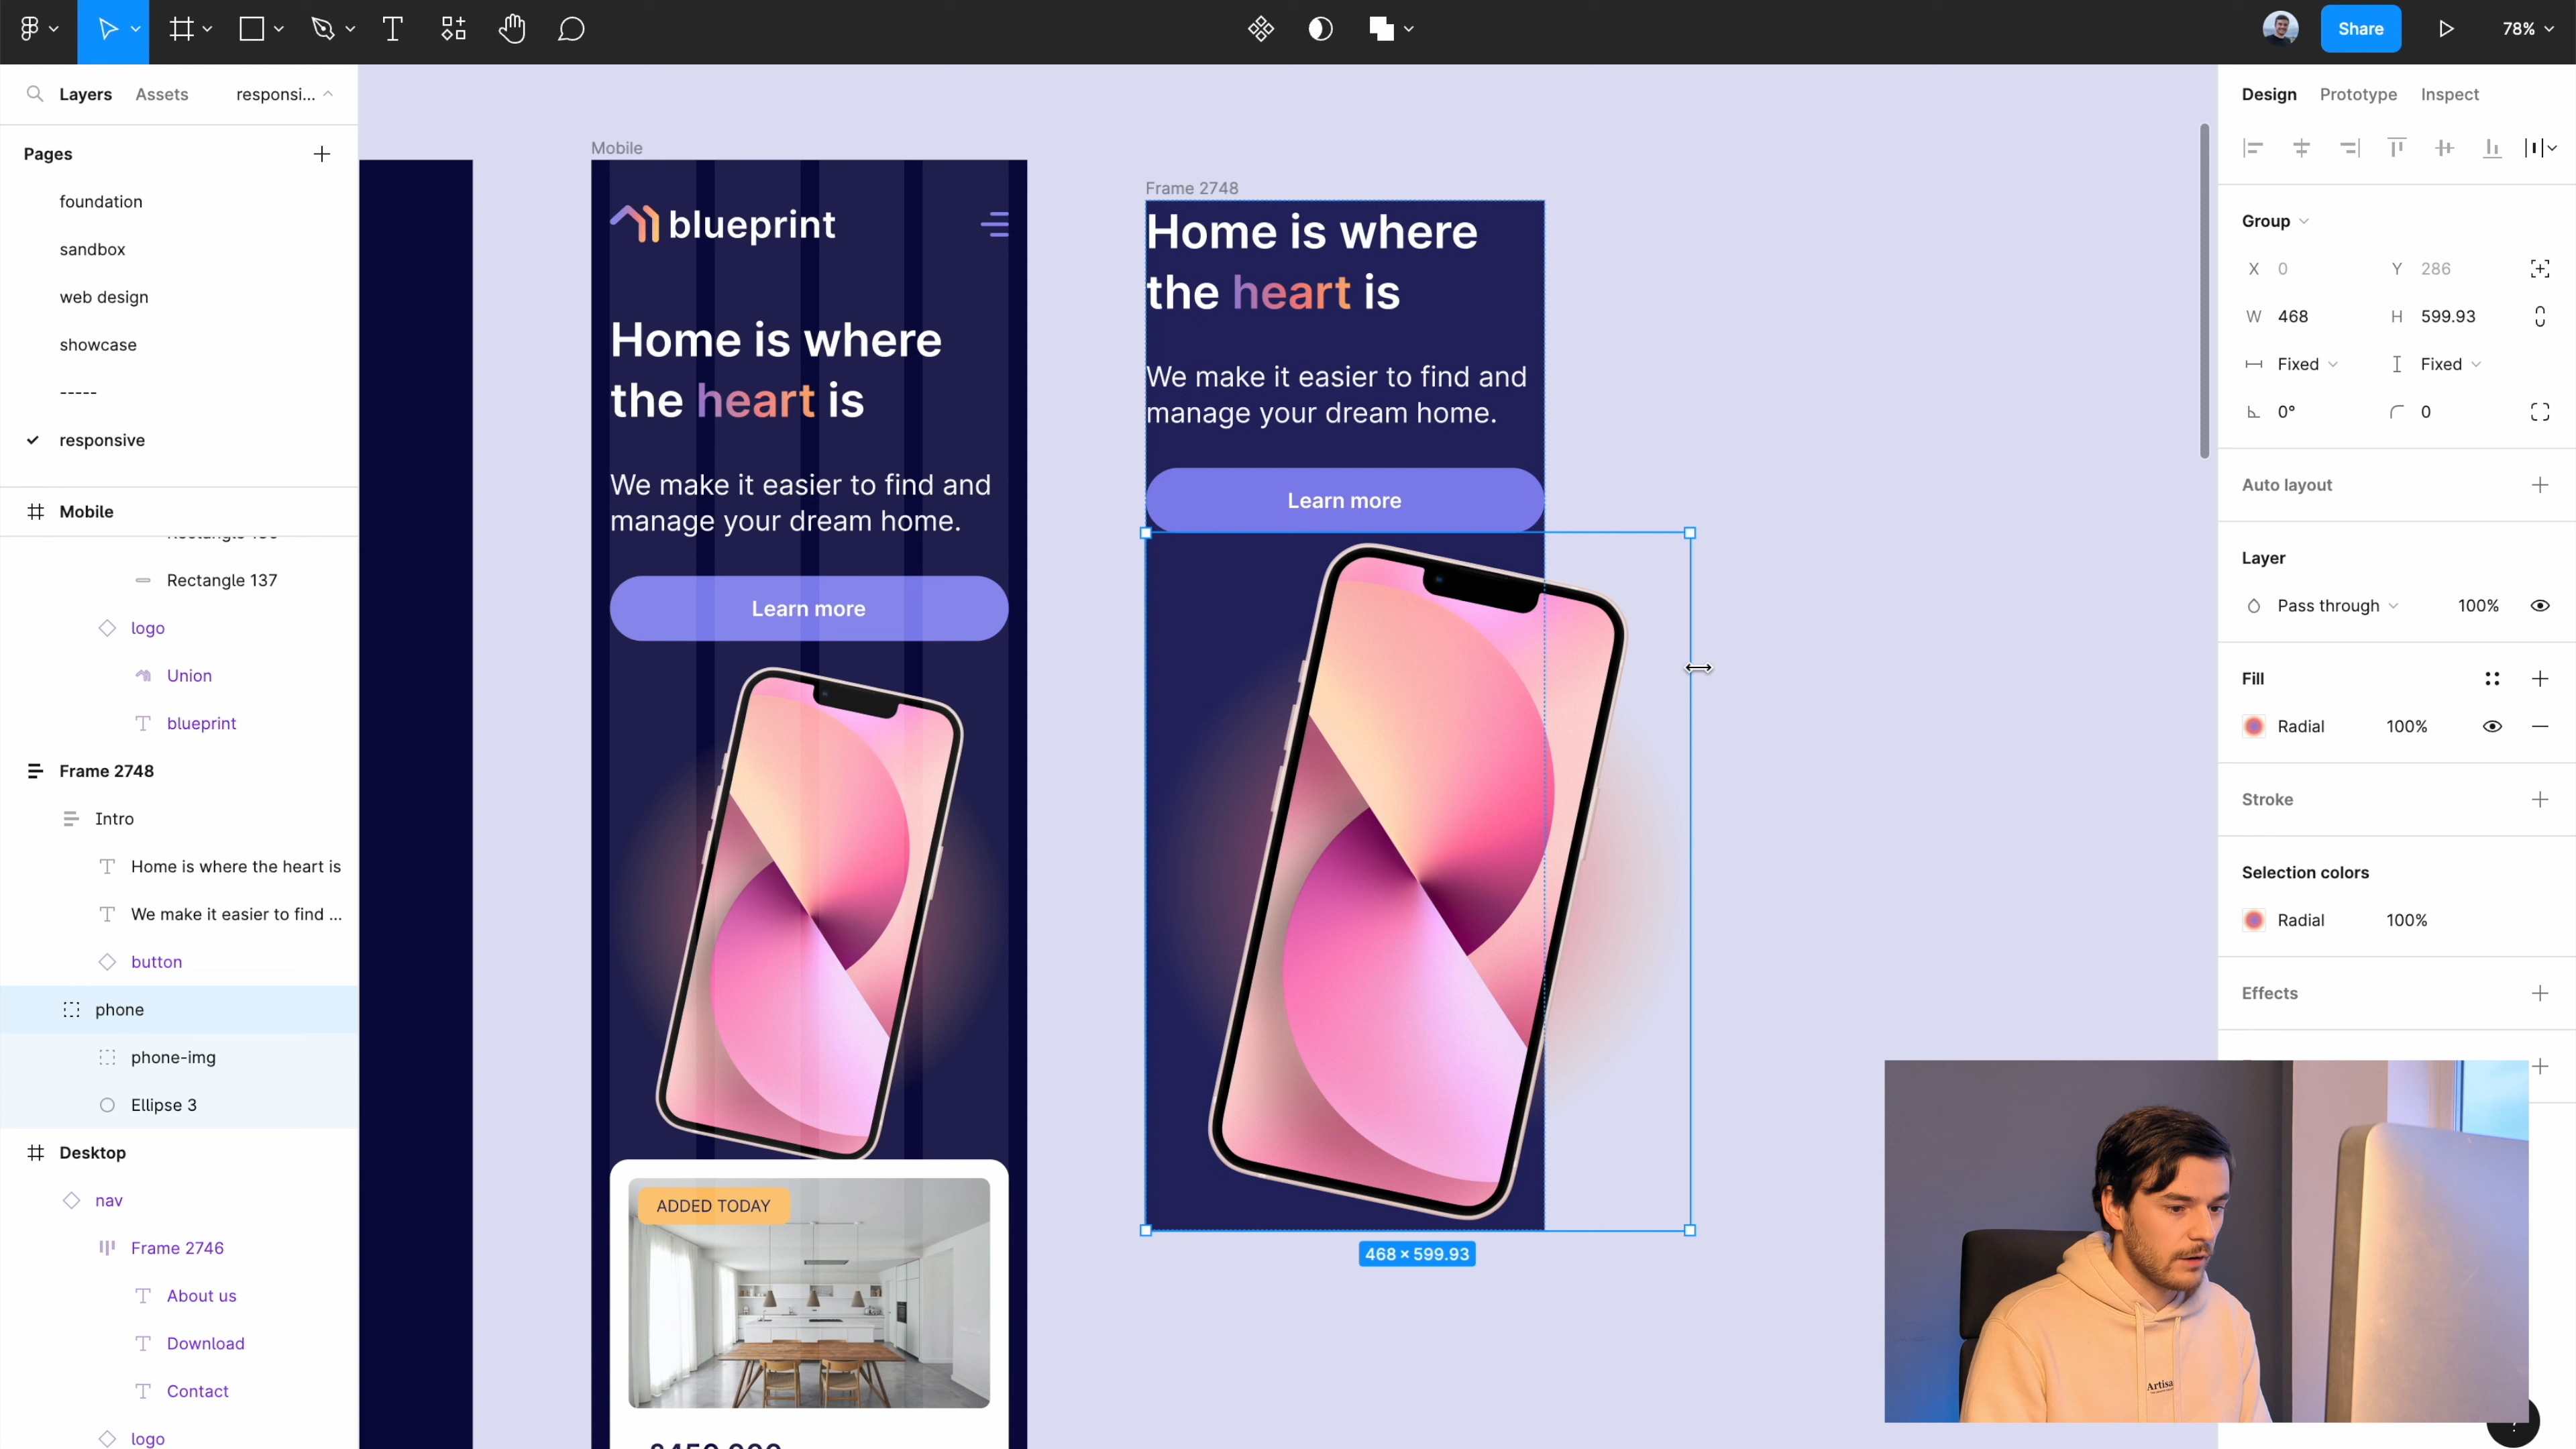 Share
78%
Layers
Assets
responsi...
Pages
foundation
sandbox
web design
showcase
-----
responsive
Mobile
Rectangle 137
logo
Union
blueprint
Frame 2748
Intro
Home is where the heart is
We make it easier to find ...
button
phone
phone-img
Ellipse 3
Desktop
nav
Frame 2746
About us
Download
Contact
logo
Mobile
blueprint
Home is where
the heart is
We make it easier to find and
manage your dream home.
Learn more
ADDED TODAY
Frame 2748
Home is where
the heart is
We make it easier to find and
manage your dream home.
Learn more
468 × 599.93
Design
Prototype
Inspect
Group
X 0
Y 286
W 468
H 599.93
Fixed
Fixed
0°
0
Auto layout
Layer
Pass through
100%
Fill
Radial
100%
Stroke
Selection colors
Radial
100%
Effects
Artisa